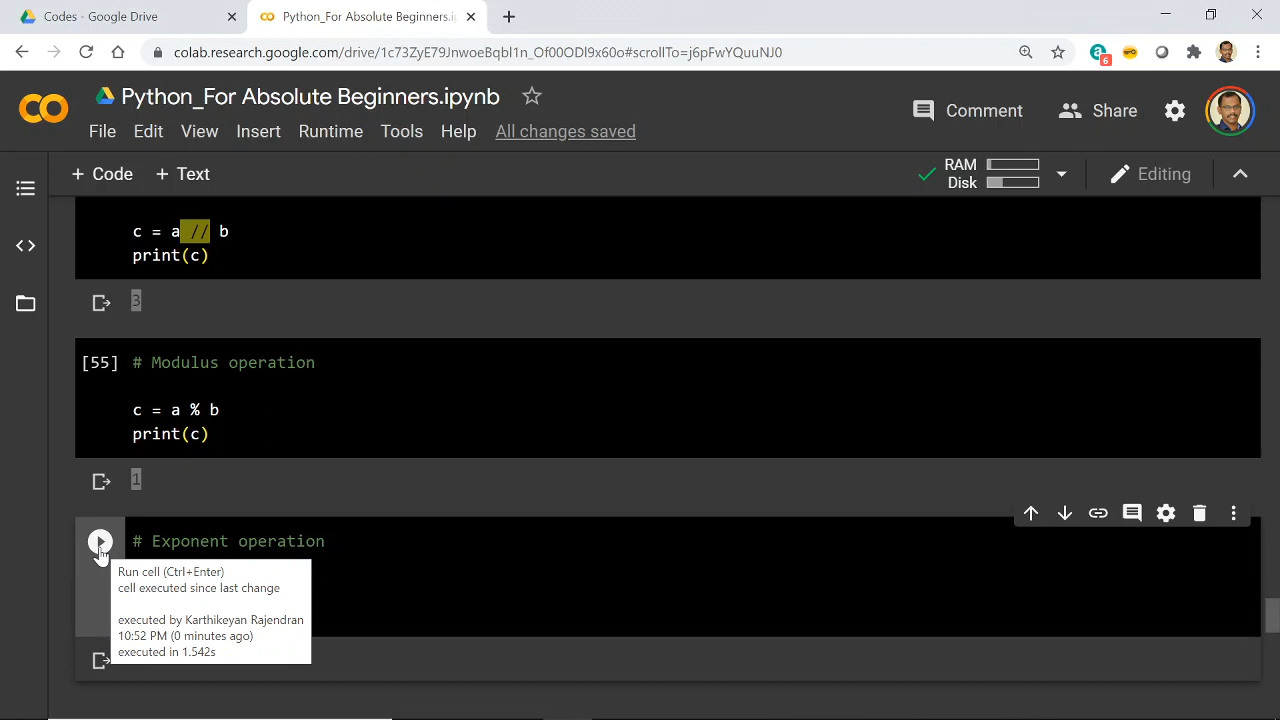 Codes - Google Drive
Python_For Absolute Beginners.i
colab.research.google.com/drive/1c73ZyE79JnwoeBqbI1n_Of00ODl9x60o#scrollTo=j6pFwYQuuNJ0
6
Python_For Absolute Beginners.ipynb
Comment
Share
File Edit View Insert Runtime Tools Help All changes saved
+ Code + Text
RAM
Disk
Editing
c = a // b
print(c)
3
[55] # Modulus operation
c = a % b
print(c)
1
# Exponent operation
Run cell (Ctrl+Enter)
cell executed since last change
executed by Karthikeyan Rajendran
10:52 PM (0 minutes ago)
executed in 1.542s